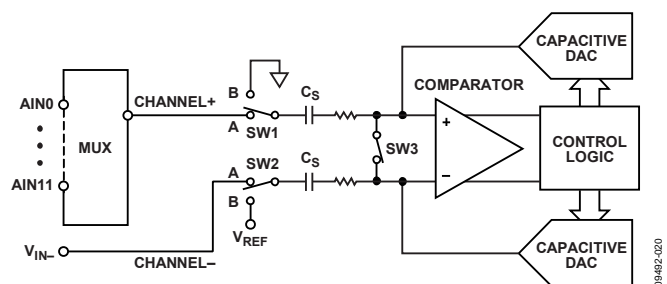 CAPACITIVE
DAC
COMPARATOR
B
CS
AIN0
CHANNEL+
A
SW1
+
MUX
SW3
CONTROL
LOGIC
SW2
CS
AIN11
A
–
B
VIN–
VREF
CHANNEL–
CAPACITIVE
DAC
09492-020